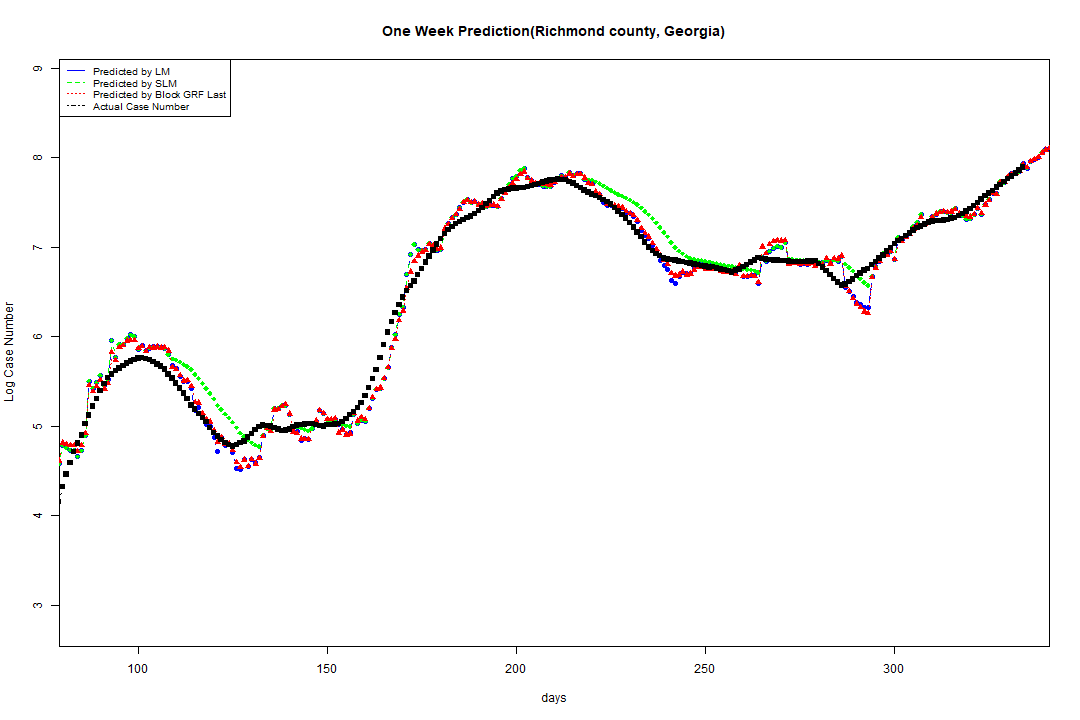 One Week Prediction(Richmond county, Georgia)
Predicted by LM
Predicted by SLM
Predicted by Block GRF Last
Actual Case Number
9
8
7
6
5
4
3
Log Case Number
100 150 200 250 300
days